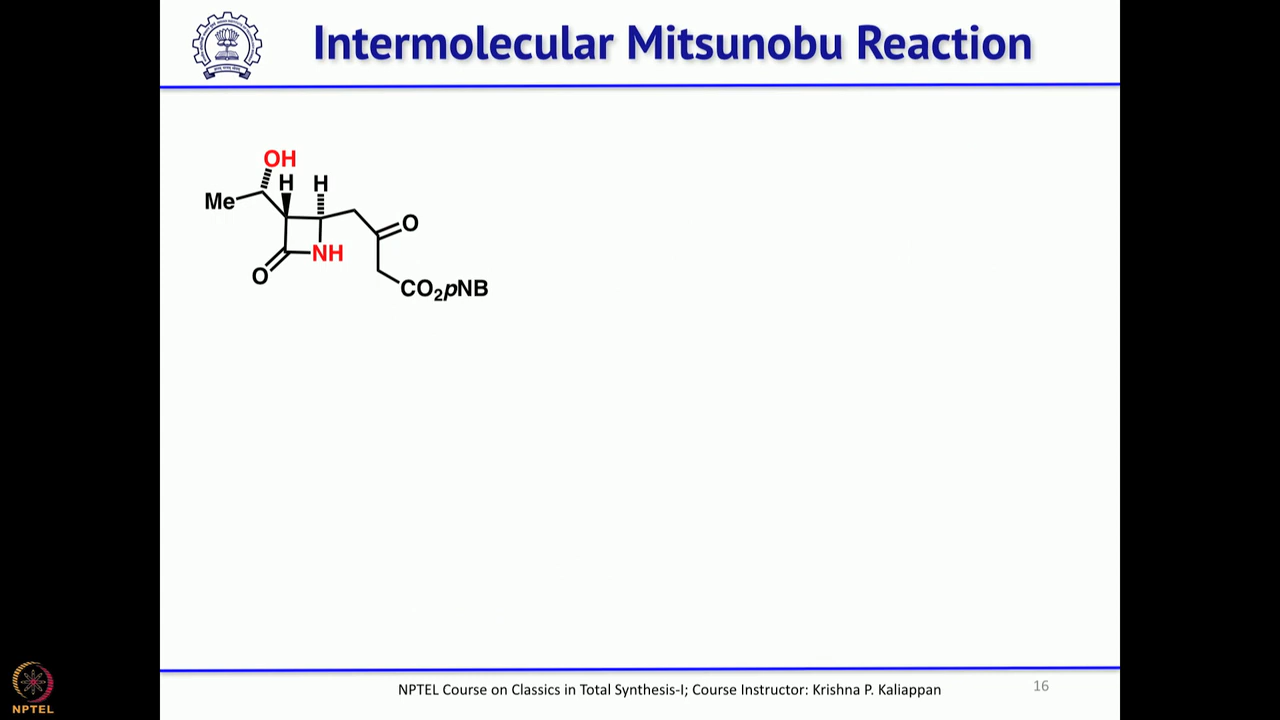 Intermolecular Mitsunobu Reaction
OH
H H
Me
O
NH
O
CO₂pNB
NPTEL Course on Classics in Total Synthesis-I; Course Instructor: Krishna P. Kaliappan
16
NPTEL